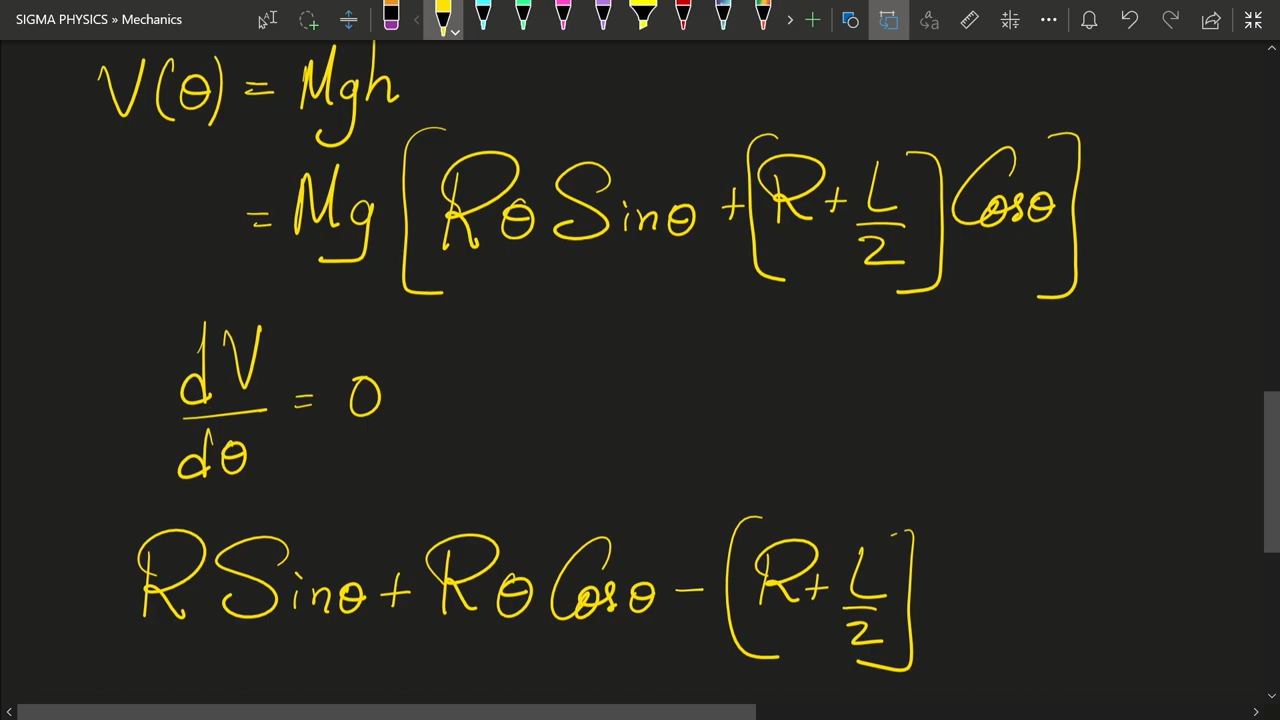 SIGMA PHYSICS » Mechanics
V(θ) = Mgh
= Mg [Rθ Sinθ + [R + L/2] Cosθ]
dV/dθ = 0
R Sinθ + Rθ Cosθ - [R + L/2]